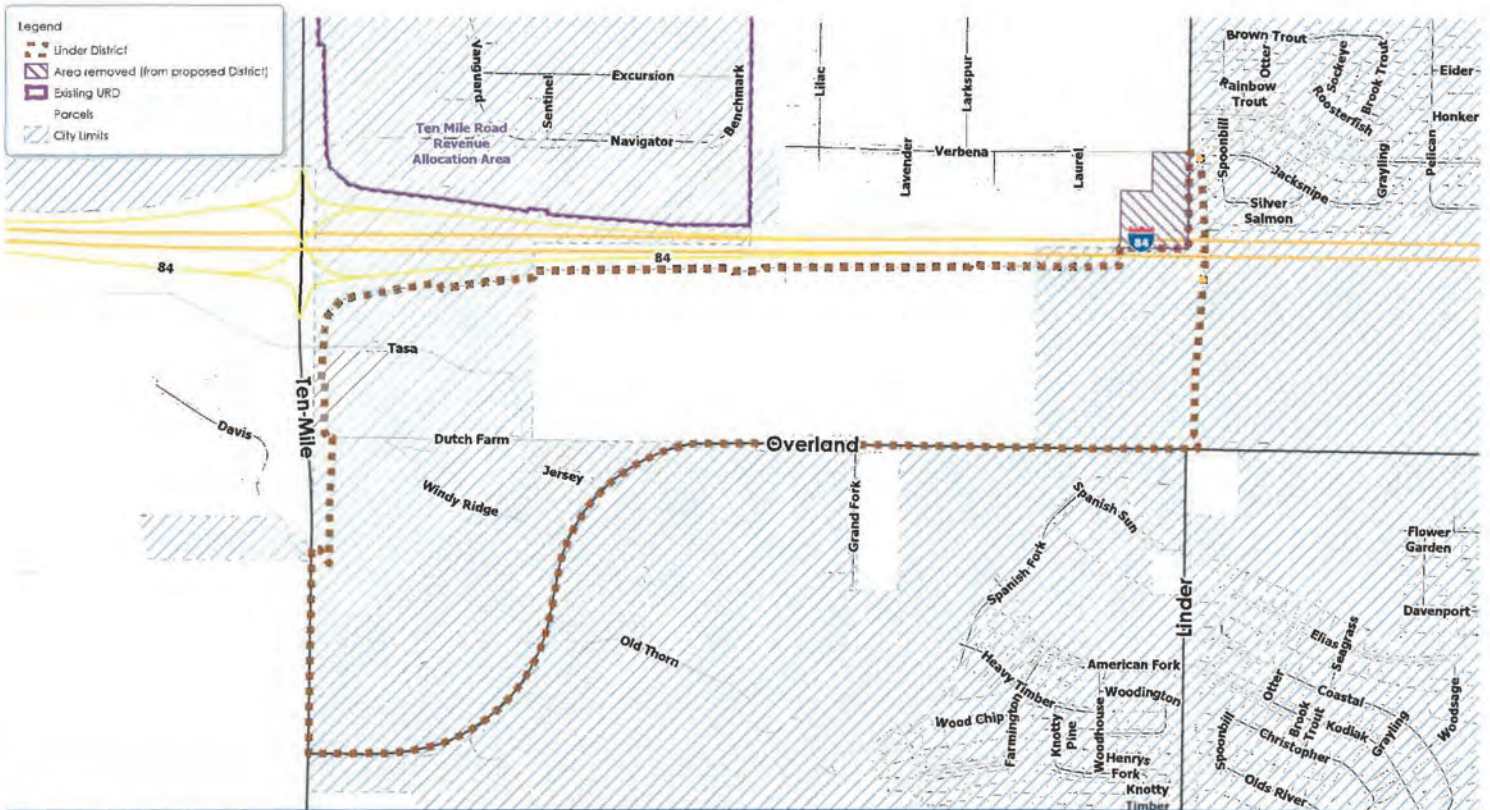 Legend
Linder District
Area removed (from proposed District)
Existing URD
Parcels
City Limits
Vanguard
Excursion
Sentinel
Benchmark
Navigator
Ten Mile Road
Revenue
Allocation Area
Lilac
Larkspur
Lavender
Verbena
Laurel
Brown Trout
Otter
Sockeye
Brook Trout
Rainbow
Trout
Roosterfish
Elder
Honker
Spoonbill
Jacksnipe
Grayling
Pelican
Silver
Salmon
84
84
84
Tasa
Ten-Mile
Davis
Dutch Farm
Overland
Jersey
Windy Ridge
Grand Fork
Spanish Sun
Spanish Fork
Linder
Flower
Garden
Davenport
Old Thorn
Heavy Timber
American Fork
Woodington
Wood Chip
Farmington
Knotty
Pine
Woodhouse
Henrys
Fork
Knotty
Timber
Elias
Seagrass
Otter
Coastal
Brook
Trout
Kodiak
Grayling
Woodsage
Spoonbill
Christopher
Olds River